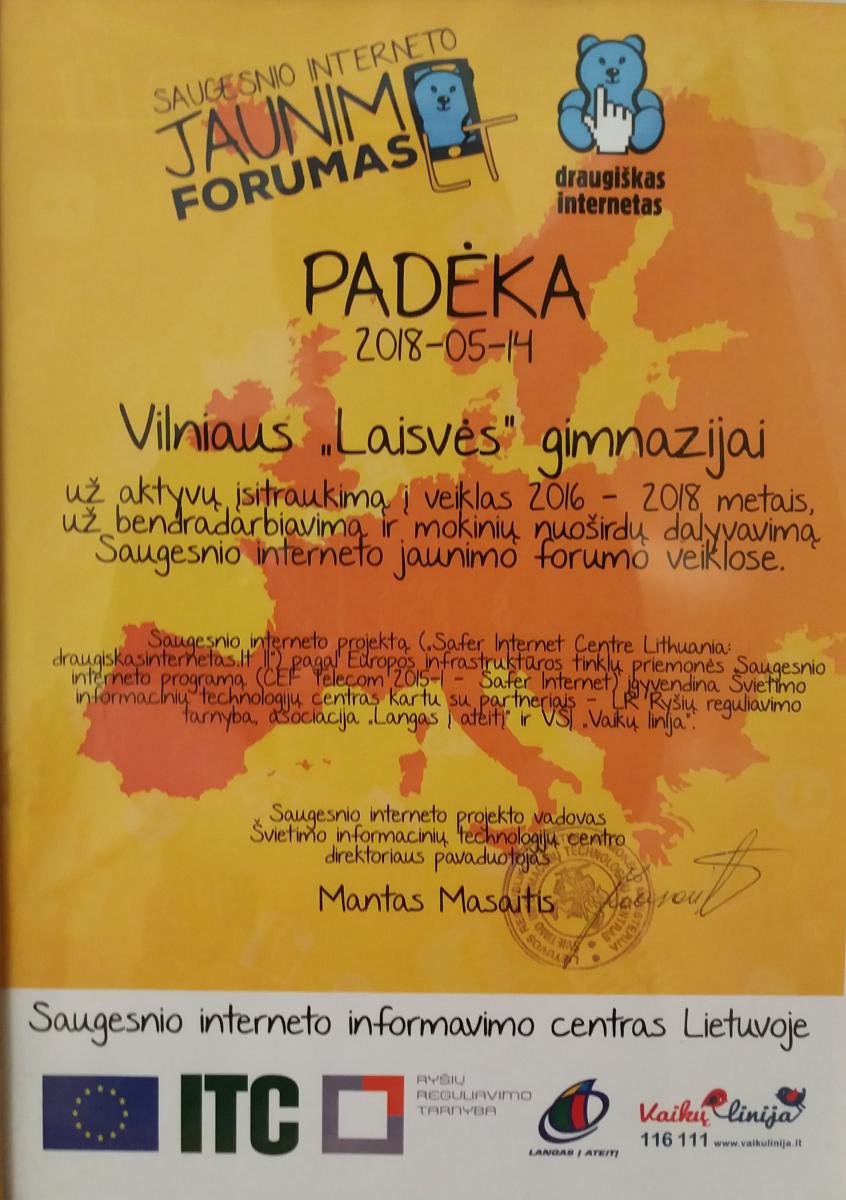 SAUGESNIO INTERNETO
JAUNIM
FORUMAS
LT
draugiškas
internetas
PADĖKA
2018-05-14
Vilniaus „Laisvės" gimnazijai
už aktyvų įsitraukimą į veiklas 2016 - 2018 metais,
už bendradarbiavimą ir mokinių nuoširdų dalyvavimą
Saugesnio interneto jaunimo forumo veiklose.
Saugesnio interneto projektą („Safer Internet Centre Lithuania:
draugiskasinternetas.lt II") pagal Europos infrastruktūros tinklų priemonės Saugesnio
interneto programą (CEF Telecom 2015-1 - Safer Internet) įgyvendina Švietimo
informacinių technologijų centras kartu su partneriais - LR Ryšių reguliavimo
tarnyba, asociacija „Langas į ateitį" ir VŠĮ „Vaikų linija".
Saugesnio interneto projekto vadovas
Švietimo informacinių technologijų centro
direktoriaus pavaduotojas
Mantas Masaitis
Saugesnio interneto informavimo centras Lietuvoje
ITC
RYŠIŲ
REGULIAVIMO
TARNYBA
LANGAS Į ATEITĮ
Vaikų linija
116 111 www.vaikulinija.lt